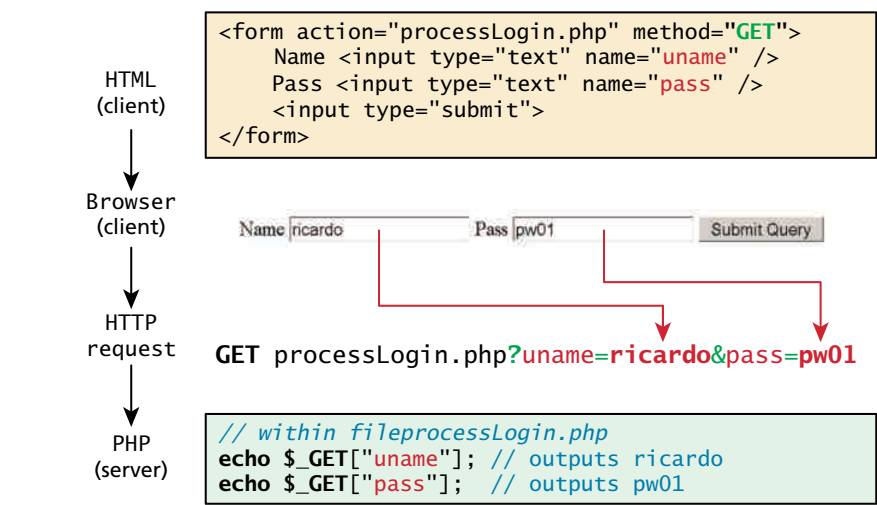 <form action="processLogin.php" method="GET">
Name <input type="text" name="uname" />
Pass <input type="text" name="pass" />
<input type="submit">
</form>
HTML
(client)
Browser
(client)
Name ricardo Pass pw01 Submit Query
HTTP
request
GET processLogin.php?uname=ricardo&pass=pw01
PHP
(server)
// within fileprocessLogin.php
echo $_GET["uname"]; // outputs ricardo
echo $_GET["pass"]; // outputs pw01